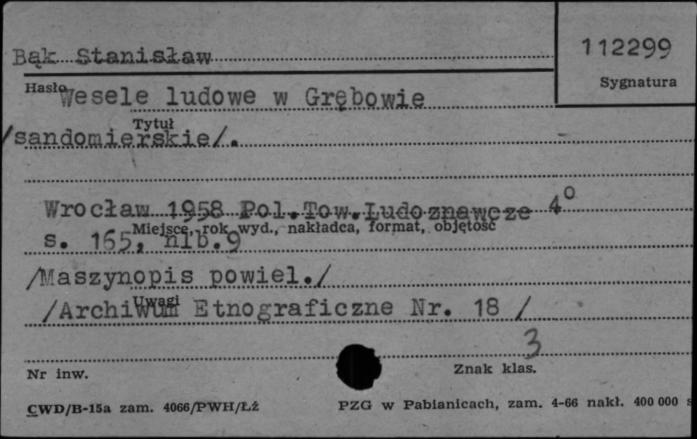 Bąk Stanisław
112299
Sygnatura
Hasło
Wesele ludowe w Grębowie
Tytuł
/sandomierskie/.
Wrocław 1958 Pol.Tow.Ludoznawcze 4°
Miejsce, rok wyd., nakładca, format, objętość
s. 165, nlb.9
/Maszynopis powiel./
Uwagi
/Archiwum Etnograficzne Nr. 18 /
3
Nr inw.
Znak klas.
CWD/B-15a zam. 4066/PWH/Łż
PZG w Pabianicach, zam. 4-66 nakł. 400 000 s